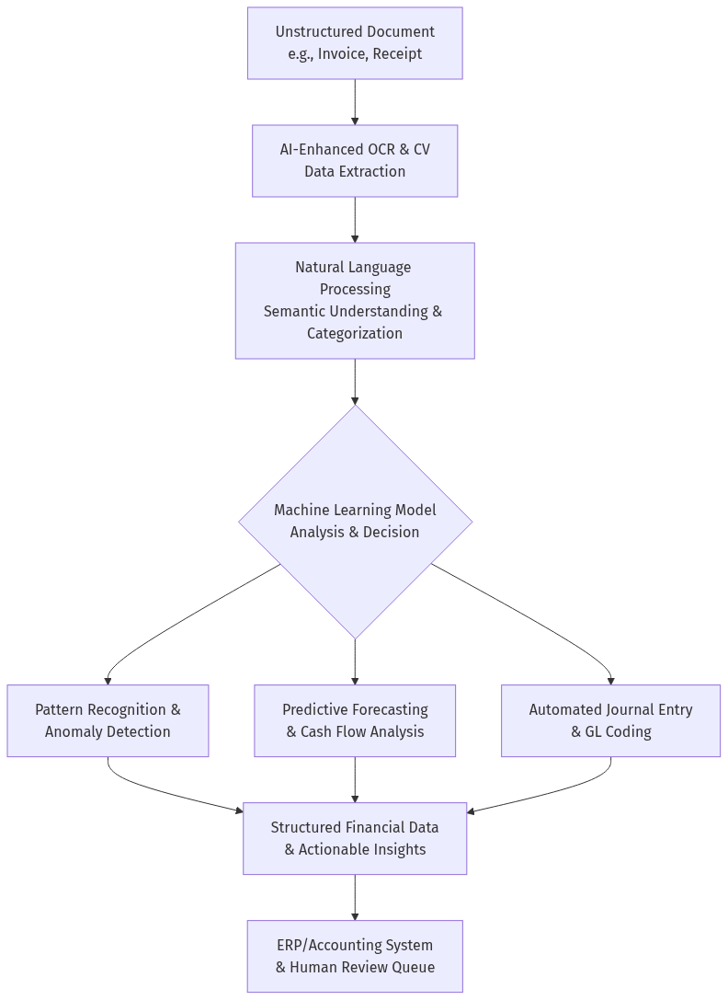 Unstructured Document
e.g., Invoice, Receipt
AI-Enhanced OCR & CV
Data Extraction
Natural Language
Processing
Semantic Understanding &
Categorization
Machine Learning Model
Analysis & Decision
Pattern Recognition &
Anomaly Detection
Predictive Forecasting
& Cash Flow Analysis
Automated Journal Entry
& GL Coding
Structured Financial Data
& Actionable Insights
ERP/Accounting System
& Human Review Queue